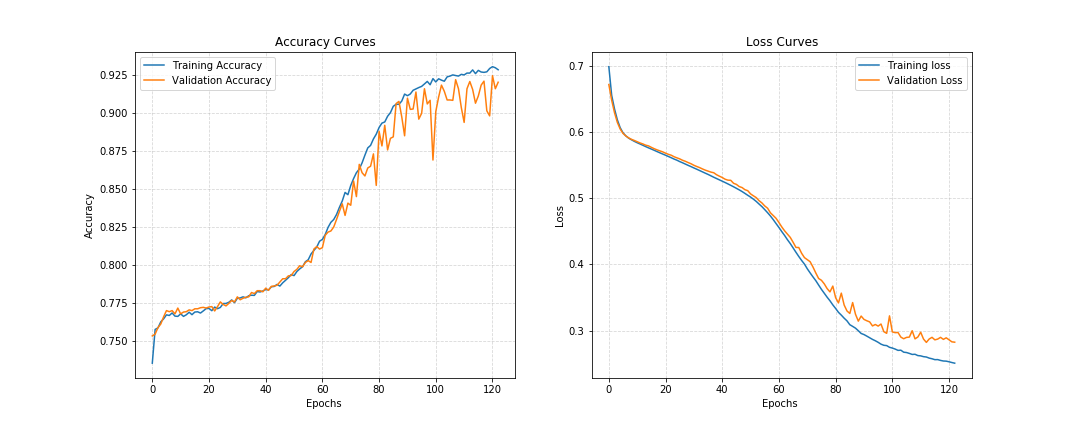 Accuracy Curves
Training Accuracy
Validation Accuracy
Accuracy
0.925
0.900
0.875
0.850
0.825
0.800
0.775
0.750
0 20 40 60 80 100 120
Epochs
Loss Curves
Training loss
Validation Loss
Loss
0.7
0.6
0.5
0.4
0.3
0 20 40 60 80 100 120
Epochs